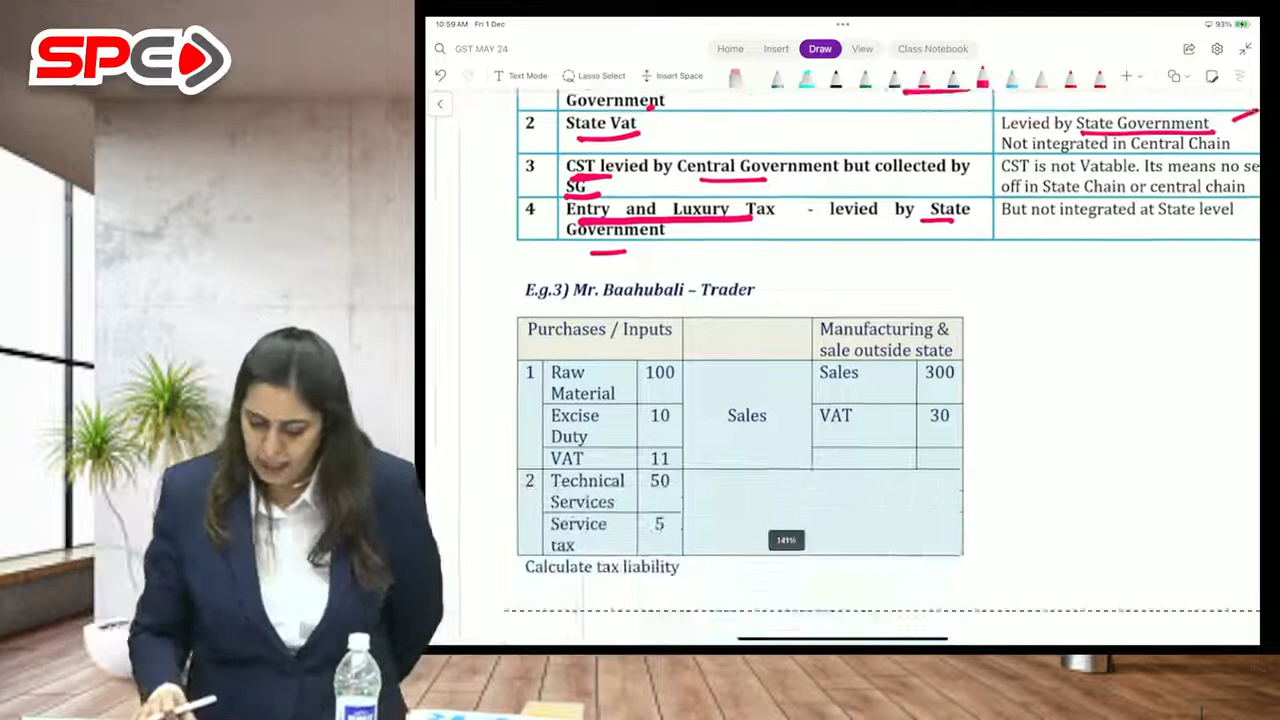 SPED
10:59 AM Fri 1 Dec
93%
GST MAY 24
Home Insert Draw View Class Notebook
Text Mode Lasso Select Insert Space
Government
2 State Vat Levied by State Government
Not integrated in Central Chain
3 CST levied by Central Government but collected by SG CST is not Vatable. Its means no se
off in State Chain or central chain
4 Entry and Luxury Tax - levied by State Government But not integrated at State level
E.g.3) Mr. Baahubali – Trader
Purchases / Inputs Manufacturing & sale outside state
1 Raw Material 100 Sales Sales 300
Excise Duty 10 VAT 30
VAT 11
2 Technical Services 50
Service tax 5
141%
Calculate tax liability